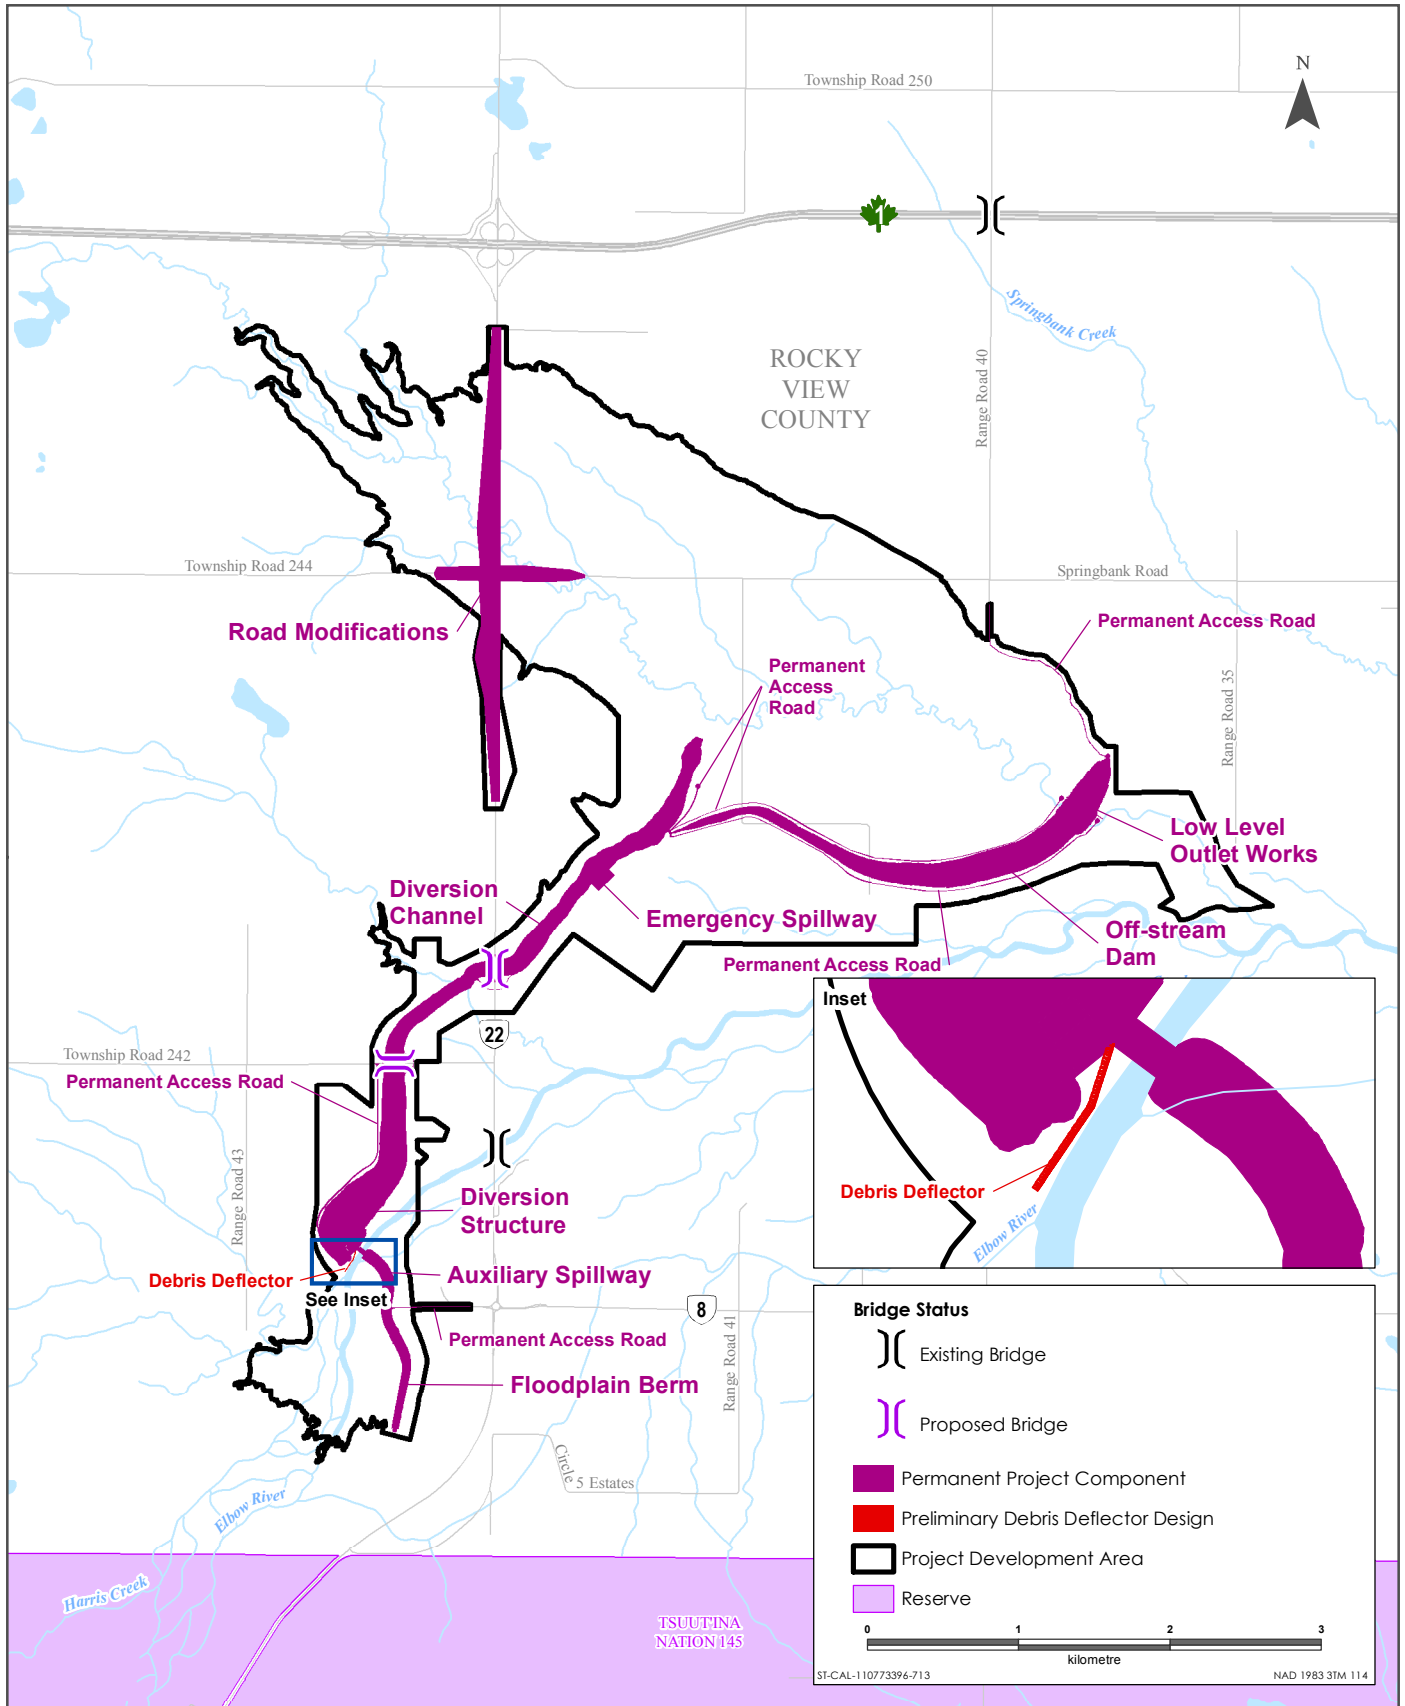 Township Road 250
N
1
Springbank Creek
ROCKY
VIEW
COUNTY
Range Road 40
Township Road 244
Springbank Road
Road Modifications
Permanent Access Road
Permanent
Access
Road
Range Road 35
Low Level
Outlet Works
Diversion
Channel
Emergency Spillway
Off-stream
Dam
Permanent Access Road
22
Township Road 242
Permanent Access Road
Range Road 43
Diversion
Structure
Debris Deflector
Auxiliary Spillway
See Inset
8
Permanent Access Road
Range Road 41
Floodplain Berm
Circle 5 Estates
Elbow River
Harris Creek
TSUUT'INA
NATION 145
Inset
Debris Deflector
Elbow River
Bridge Status
Existing Bridge
Proposed Bridge
Permanent Project Component
Preliminary Debris Deflector Design
Project Development Area
Reserve
0 1 2 3
kilometre
ST-CAL-110773396-713
NAD 1983 3TM 114